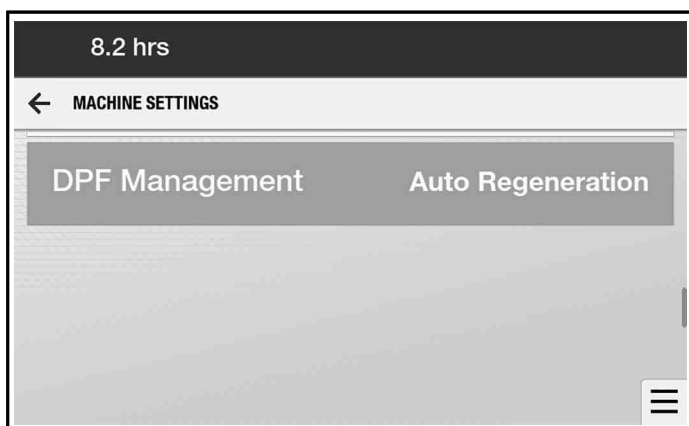 8.2 hrs
MACHINE SETTINGS
DPF Management Auto Regeneration